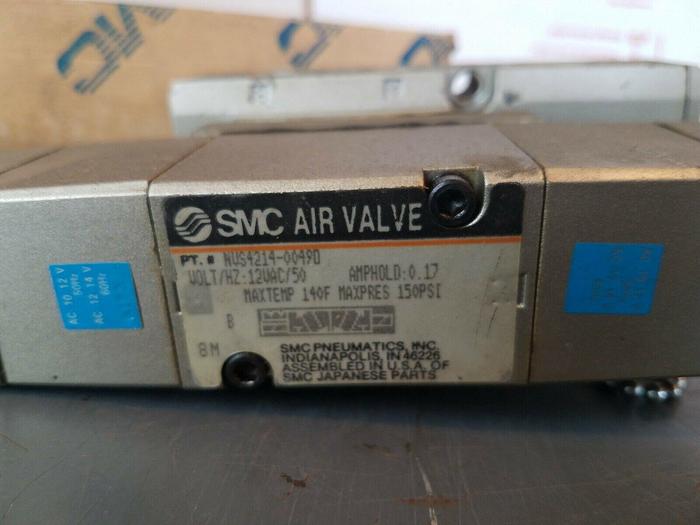 SMC AIR VALVE
PT. # NVS4214-0049D
VOLT/HZ:12VAC/50 AMPHOLD:0.17
MAXTEMP 140F MAXPRES 150PSI
B
8M
SMC PNEUMATICS, INC.
INDIANAPOLIS, IN 46226
ASSEMBLED IN U.S.A. OF
SMC JAPANESE PARTS
AC 10 12 V
50Hz
AC 12 14 V
60Hz
SMC